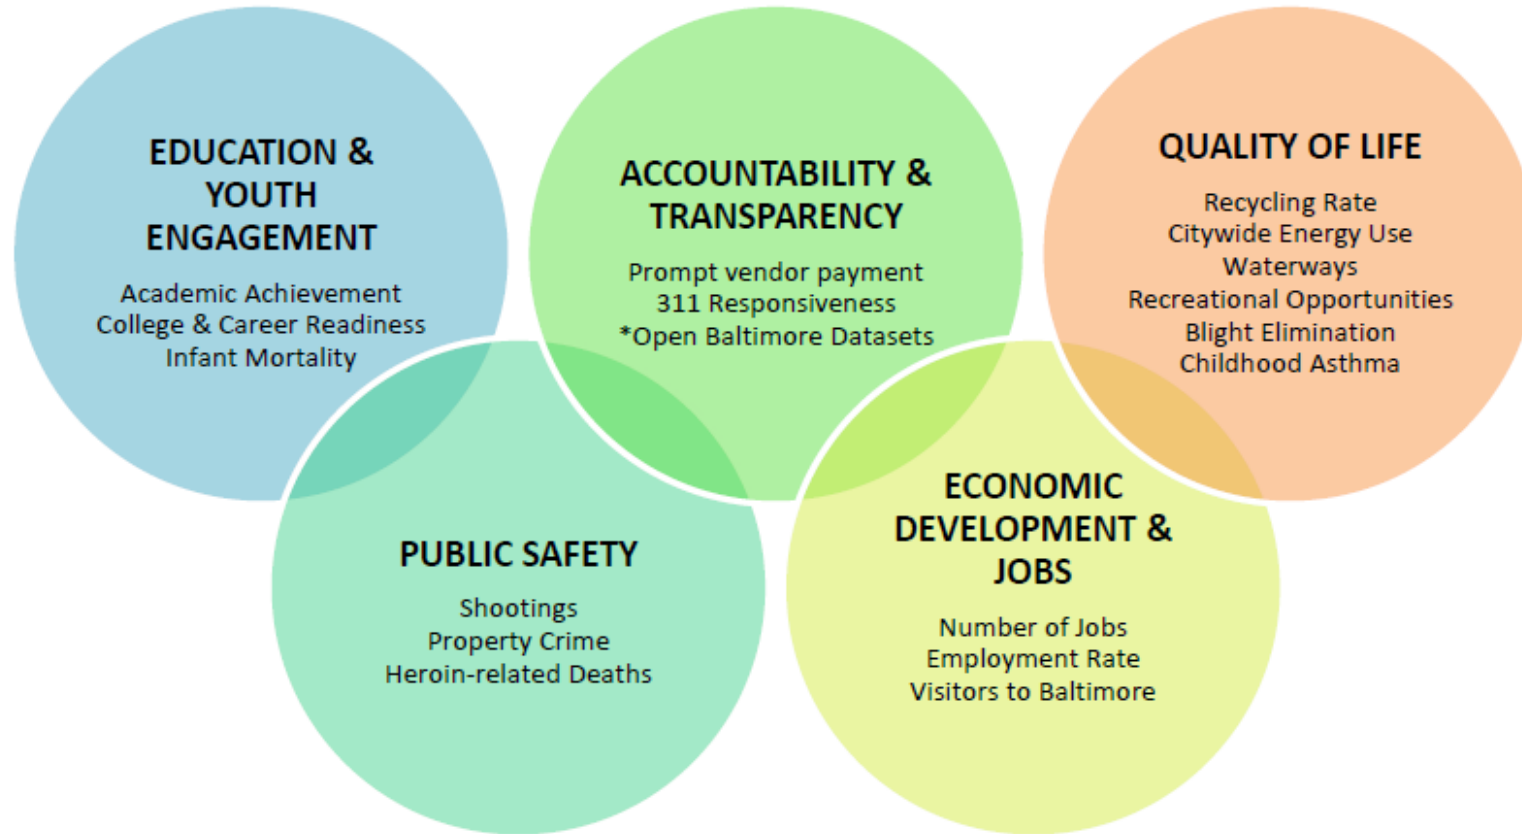 EDUCATION &
YOUTH
ENGAGEMENT
Academic Achievement
College & Career Readiness
Infant Mortality
ACCOUNTABILITY &
TRANSPARENCY
Prompt vendor payment
311 Responsiveness
*Open Baltimore Datasets
QUALITY OF LIFE
Recycling Rate
Citywide Energy Use
Waterways
Recreational Opportunities
Blight Elimination
Childhood Asthma
PUBLIC SAFETY
Shootings
Property Crime
Heroin-related Deaths
ECONOMIC
DEVELOPMENT &
JOBS
Number of Jobs
Employment Rate
Visitors to Baltimore